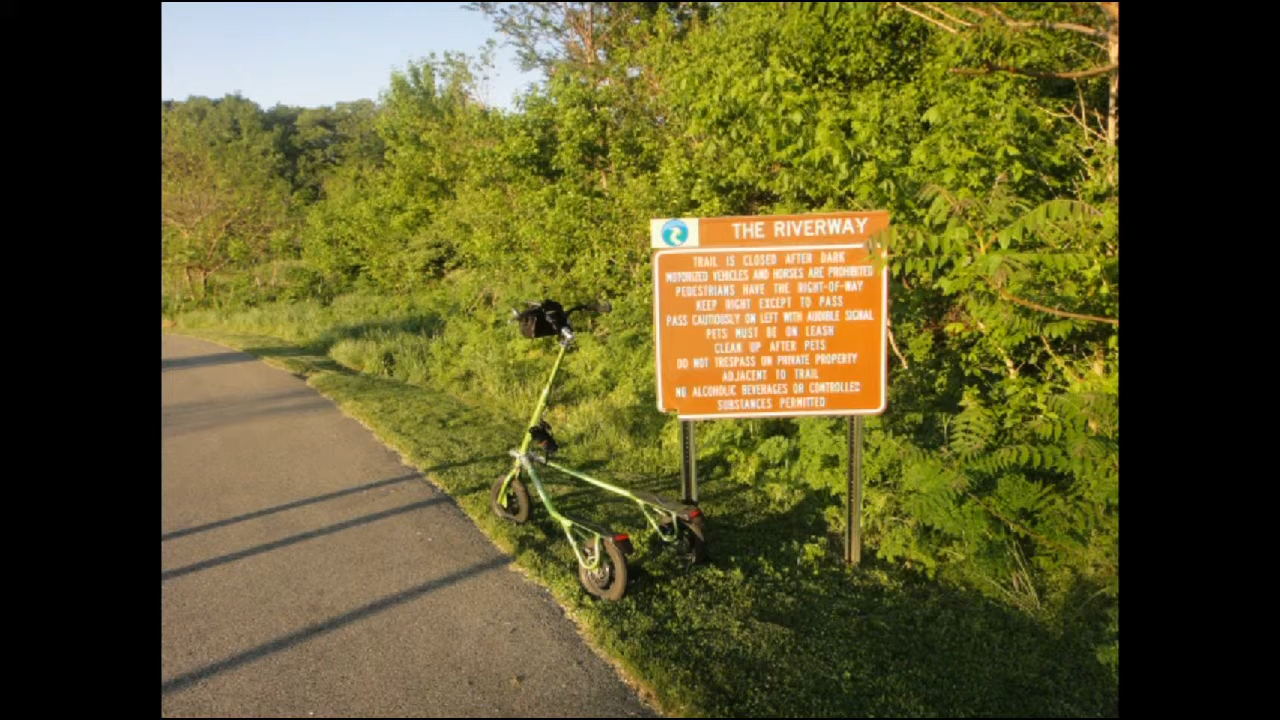 THE RIVERWAY
TRAIL IS CLOSED AFTER DARK
MOTORIZED VEHICLES AND HORSES ARE PROHIBITED
PEDESTRIANS HAVE THE RIGHT-OF-WAY
KEEP RIGHT EXCEPT TO PASS
PASS CAUTIOUSLY ON LEFT WITH AUDIBLE SIGNAL
PETS MUST BE ON LEASH
CLEAN UP AFTER PETS
DO NOT TRESPASS ON PRIVATE PROPERTY
ADJACENT TO TRAIL
NO ALCOHOLIC BEVERAGES OR CONTROLLED
SUBSTANCES PERMITTED